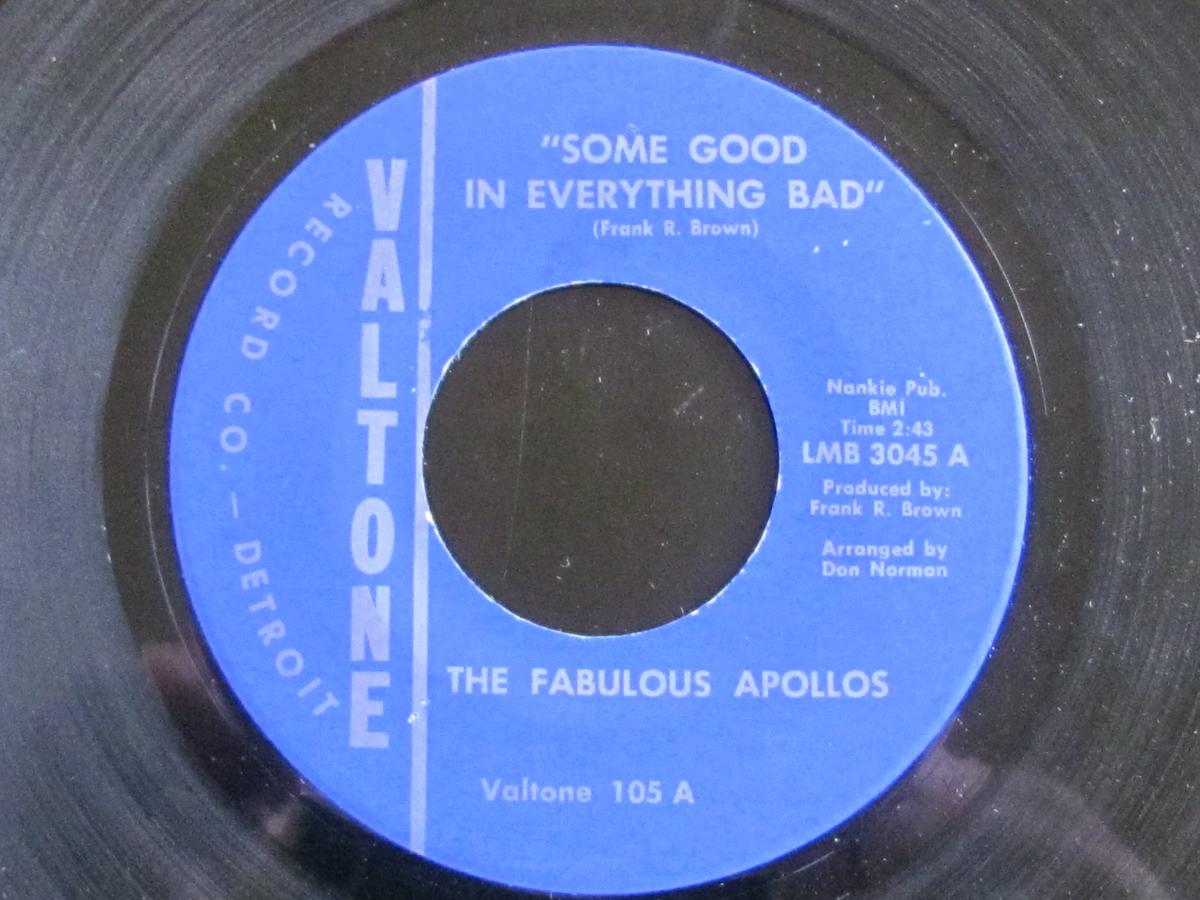 "SOME GOOD
IN EVERYTHING BAD"
(Frank R. Brown)
VALTONE
RECORD CO. — DETROIT
Nankie Pub.
BMI
Time 2:43
LMB 3045 A
Produced by:
Frank R. Brown
Arranged by
Don Norman
THE FABULOUS APOLLOS
Valtone 105 A